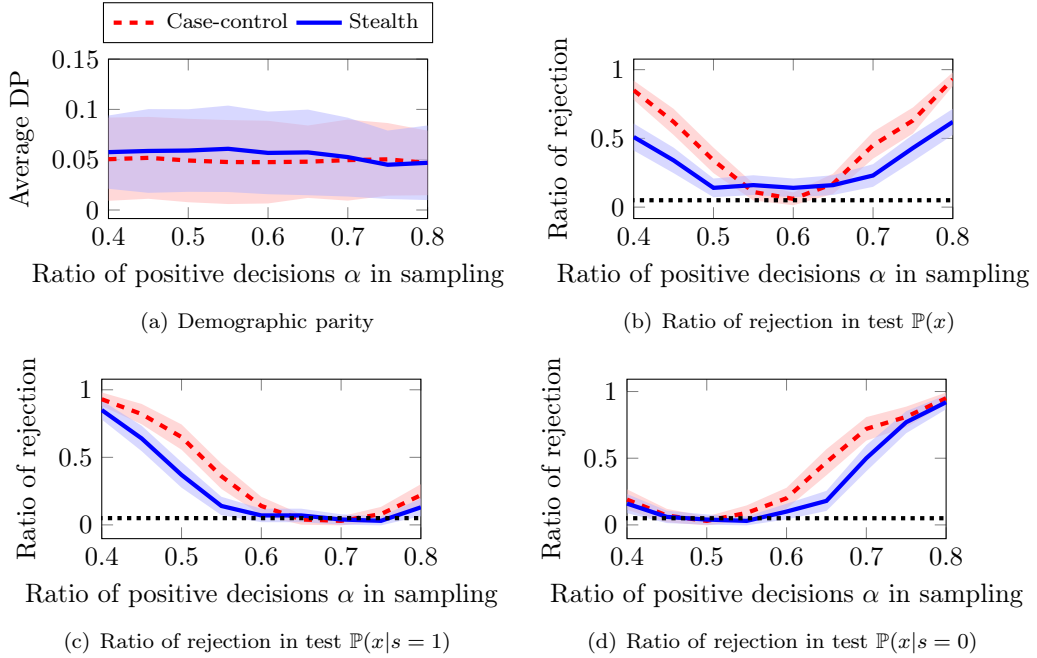 Case-control Stealth
Average DP
0.15
0.1
0.05
0
0.4 0.5 0.6 0.7 0.8
Ratio of positive decisions α in sampling
(a) Demographic parity
Ratio of rejection
1
0.5
0
0.4 0.5 0.6 0.7 0.8
Ratio of positive decisions α in sampling
(b) Ratio of rejection in test ℙ(x)
Ratio of rejection
1
0.5
0
0.4 0.5 0.6 0.7 0.8
Ratio of positive decisions α in sampling
(c) Ratio of rejection in test ℙ(x|s = 1)
Ratio of rejection
1
0.5
0
0.4 0.5 0.6 0.7 0.8
Ratio of positive decisions α in sampling
(d) Ratio of rejection in test ℙ(x|s = 0)